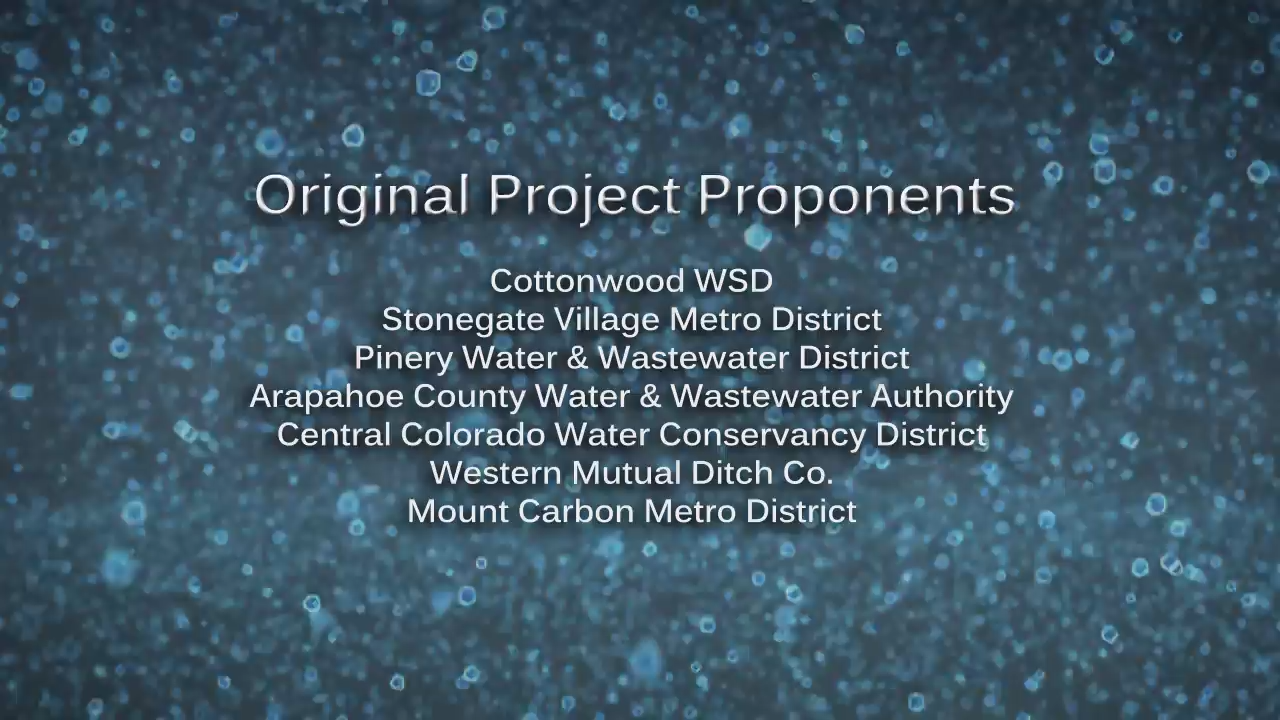 Original Project Proponents
Cottonwood WSD
Stonegate Village Metro District
Pinery Water & Wastewater District
Arapahoe County Water & Wastewater Authority
Central Colorado Water Conservancy District
Western Mutual Ditch Co.
Mount Carbon Metro District